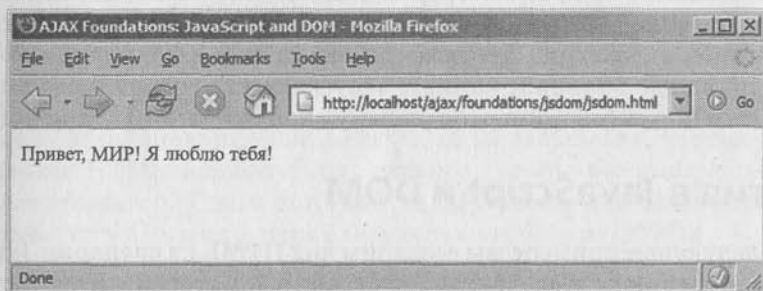 AJAX Foundations: JavaScript and DOM - Mozilla Firefox
File Edit View Go Bookmarks Tools Help
http://localhost/ajax/foundations/jsdom/jsdom.html Go
Привет, МИР! Я люблю тебя!
Done